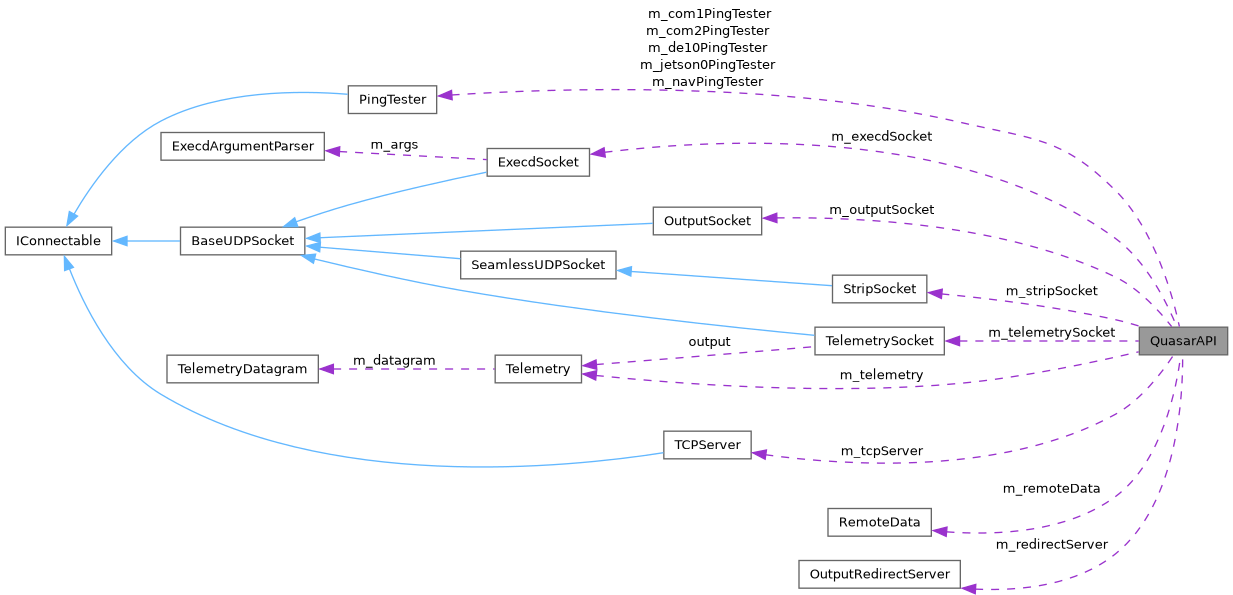 m_com1PingTester
m_com2PingTester
m_de10PingTester
m_jetson0PingTester
m_navPingTester
PingTester
m_execdSocket
ExecdArgumentParser
m_args
ExecdSocket
m_outputSocket
OutputSocket
IConnectable
BaseUDPSocket
SeamlessUDPSocket
StripSocket
m_stripSocket
m_telemetrySocket
QuasarAPI
TelemetrySocket
output
m_datagram
TelemetryDatagram
Telemetry
m_telemetry
TCPServer
m_tcpServer
m_remoteData
RemoteData
m_redirectServer
OutputRedirectServer